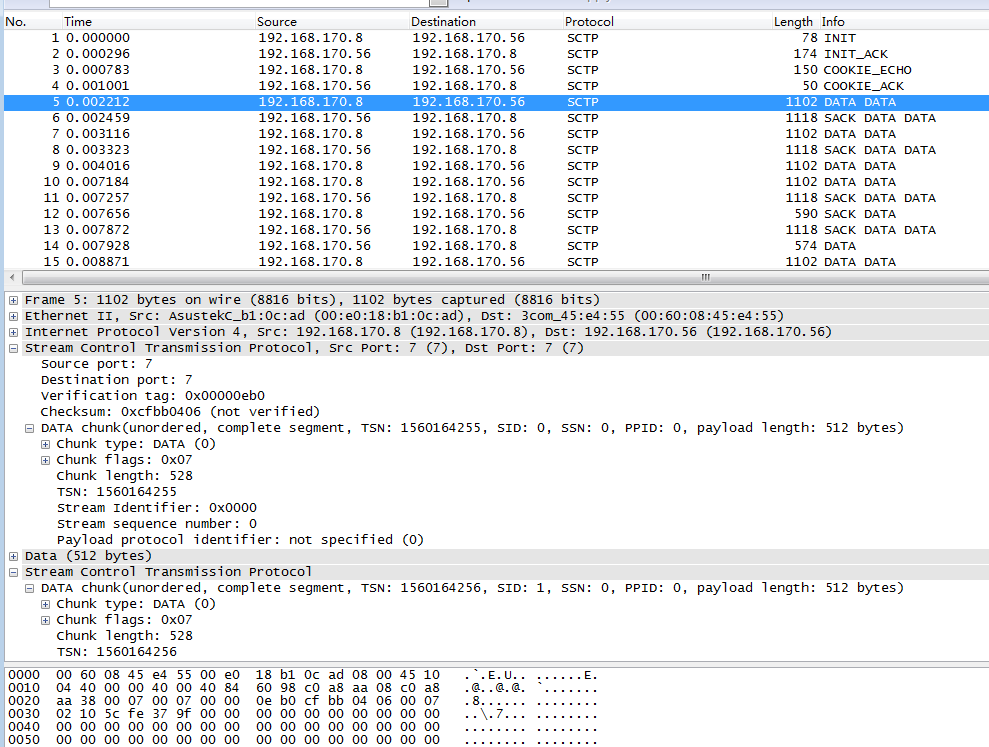 No. Time Source Destination Protocol Length Info
1 0.000000 192.168.170.8 192.168.170.56 SCTP 78 INIT
2 0.000296 192.168.170.56 192.168.170.8 SCTP 174 INIT_ACK
3 0.000783 192.168.170.8 192.168.170.56 SCTP 150 COOKIE_ECHO
4 0.001001 192.168.170.56 192.168.170.8 SCTP 50 COOKIE_ACK
5 0.002212 192.168.170.8 192.168.170.56 SCTP 1102 DATA DATA
6 0.002459 192.168.170.56 192.168.170.8 SCTP 1118 SACK DATA DATA
7 0.003116 192.168.170.8 192.168.170.56 SCTP 1102 DATA DATA
8 0.003323 192.168.170.56 192.168.170.8 SCTP 1118 SACK DATA DATA
9 0.004016 192.168.170.8 192.168.170.56 SCTP 1102 DATA DATA
10 0.007184 192.168.170.8 192.168.170.56 SCTP 1102 DATA DATA
11 0.007257 192.168.170.56 192.168.170.8 SCTP 1118 SACK DATA DATA
12 0.007656 192.168.170.8 192.168.170.56 SCTP 590 SACK DATA
13 0.007872 192.168.170.56 192.168.170.8 SCTP 1118 SACK DATA DATA
14 0.007928 192.168.170.56 192.168.170.8 SCTP 574 DATA
15 0.008871 192.168.170.8 192.168.170.56 SCTP 1102 DATA DATA
Frame 5: 1102 bytes on wire (8816 bits), 1102 bytes captured (8816 bits)
Ethernet II, Src: AsustekC_b1:0c:ad (00:e0:18:b1:0c:ad), Dst: 3com_45:e4:55 (00:60:08:45:e4:55)
Internet Protocol Version 4, Src: 192.168.170.8 (192.168.170.8), Dst: 192.168.170.56 (192.168.170.56)
Stream Control Transmission Protocol, Src Port: 7 (7), Dst Port: 7 (7)
Source port: 7
Destination port: 7
Verification tag: 0x00000eb0
Checksum: 0xcfbb0406 (not verified)
DATA chunk(unordered, complete segment, TSN: 1560164255, SID: 0, SSN: 0, PPID: 0, payload length: 512 bytes)
Chunk type: DATA (0)
Chunk flags: 0x07
Chunk length: 528
TSN: 1560164255
Stream Identifier: 0x0000
Stream sequence number: 0
Payload protocol identifier: not specified (0)
Data (512 bytes)
Stream Control Transmission Protocol
DATA chunk(unordered, complete segment, TSN: 1560164256, SID: 1, SSN: 0, PPID: 0, payload length: 512 bytes)
Chunk type: DATA (0)
Chunk flags: 0x07
Chunk length: 528
TSN: 1560164256
0000 00 60 08 45 e4 55 00 e0 18 b1 0c ad 08 00 45 10 .`.E.U.. ......E.
0010 04 40 00 00 40 00 40 84 60 98 c0 a8 aa 08 c0 a8 .@..@.@. `.......
0020 aa 38 00 07 00 07 00 00 0e b0 cf bb 04 06 00 07 .8...... ........
0030 02 10 5c fe 37 9f 00 00 00 00 00 00 00 00 00 00 ..\.7... ........
0040 00 00 00 00 00 00 00 00 00 00 00 00 00 00 00 00 ........ ........
0050 00 00 00 00 00 00 00 00 00 00 00 00 00 00 00 00 ........ ........